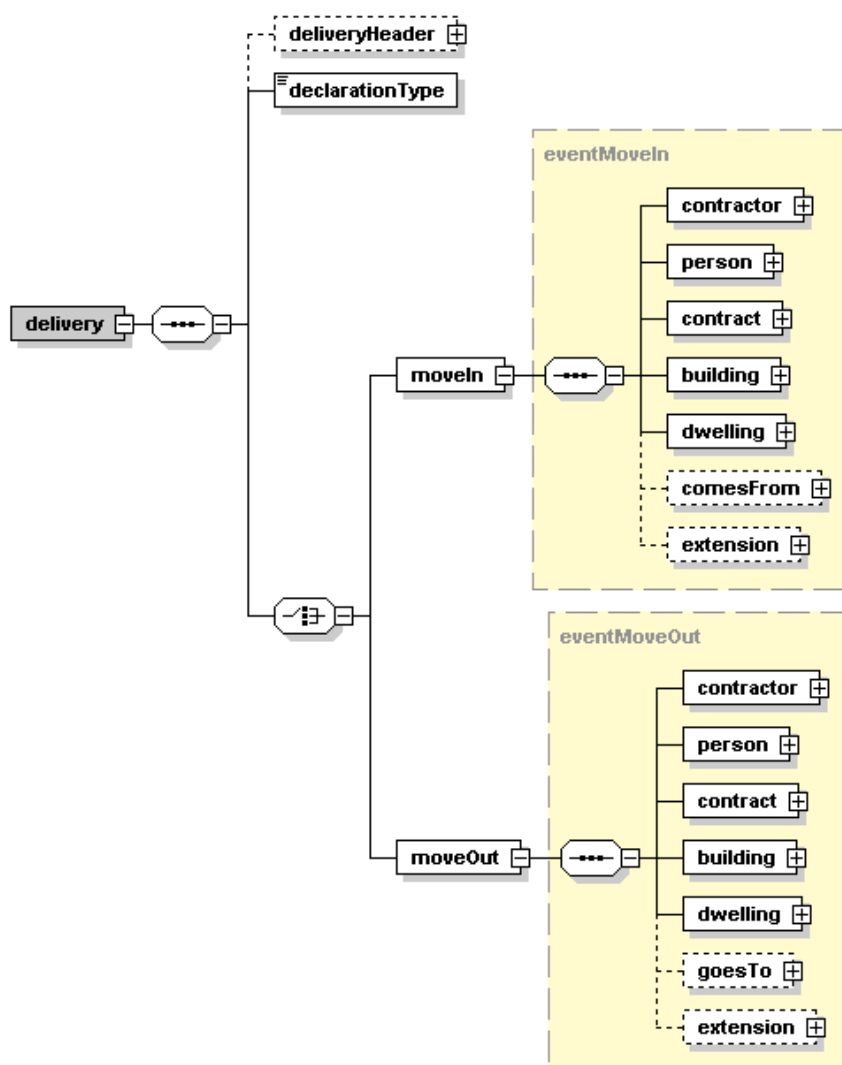 deliveryHeader
declarationType
eventMoveIn
contractor
person
delivery
contract
moveIn
building
dwelling
comesFrom
extension
eventMoveOut
contractor
person
contract
moveOut
building
dwelling
goesTo
extension